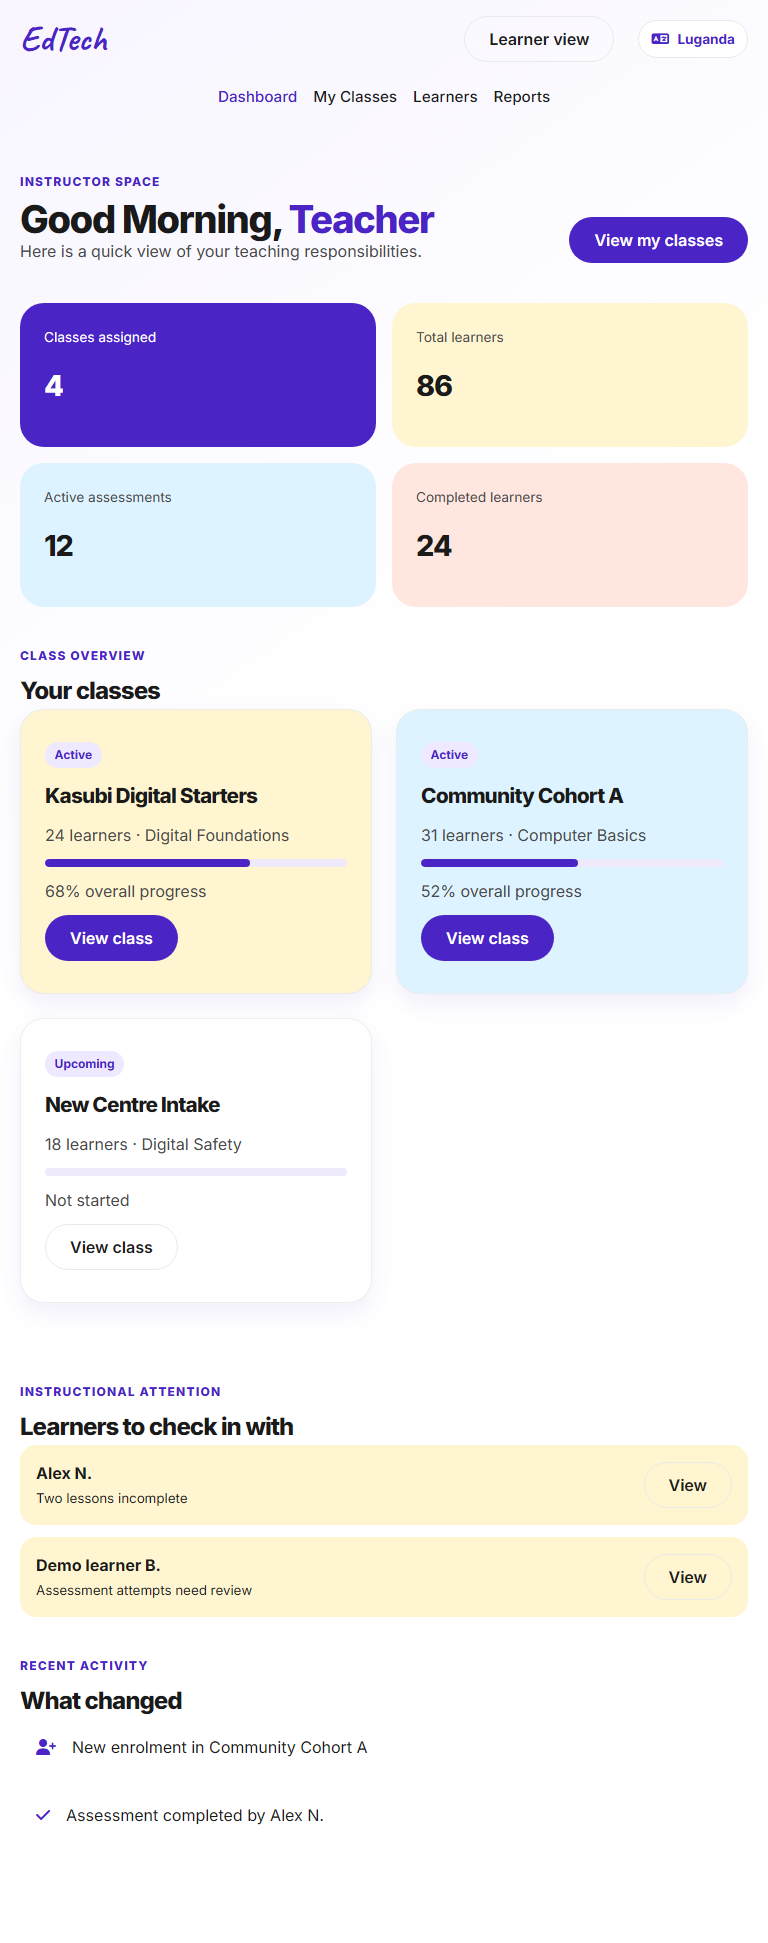 EdTech
Learner view
Luganda
Dashboard My Classes Learners Reports
INSTRUCTOR SPACE
Good Morning, Teacher
Here is a quick view of your teaching responsibilities.
View my classes
Classes assigned
4
Total learners
86
Active assessments
12
Completed learners
24
CLASS OVERVIEW
Your classes
Active
Kasubi Digital Starters
24 learners · Digital Foundations
68% overall progress
View class
Active
Community Cohort A
31 learners · Computer Basics
52% overall progress
View class
Upcoming
New Centre Intake
18 learners · Digital Safety
Not started
View class
INSTRUCTIONAL ATTENTION
Learners to check in with
Alex N.
Two lessons incomplete
View
Demo learner B.
Assessment attempts need review
View
RECENT ACTIVITY
What changed
New enrolment in Community Cohort A
Assessment completed by Alex N.